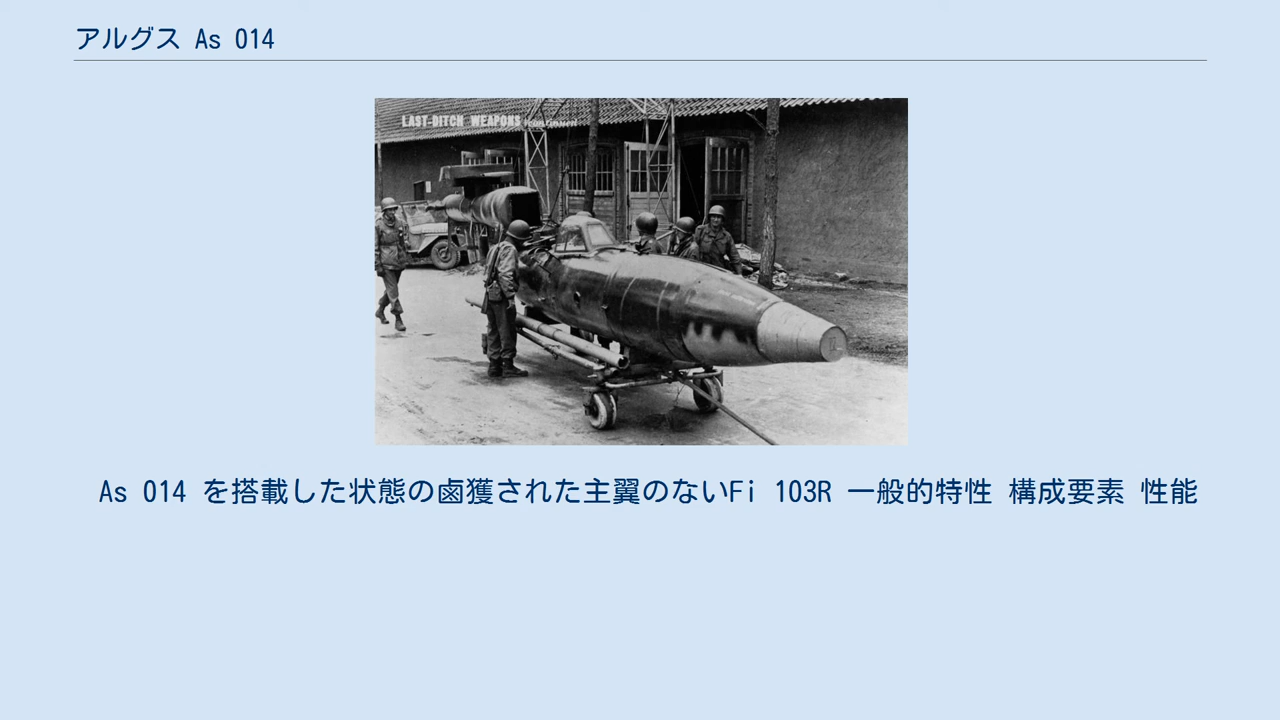 アルグス As 014
LAST-DITCH WEAPONS
As 014 を搭載した状態の鹵獲された主翼のないFi 103R 一般的特性 構成要素 性能